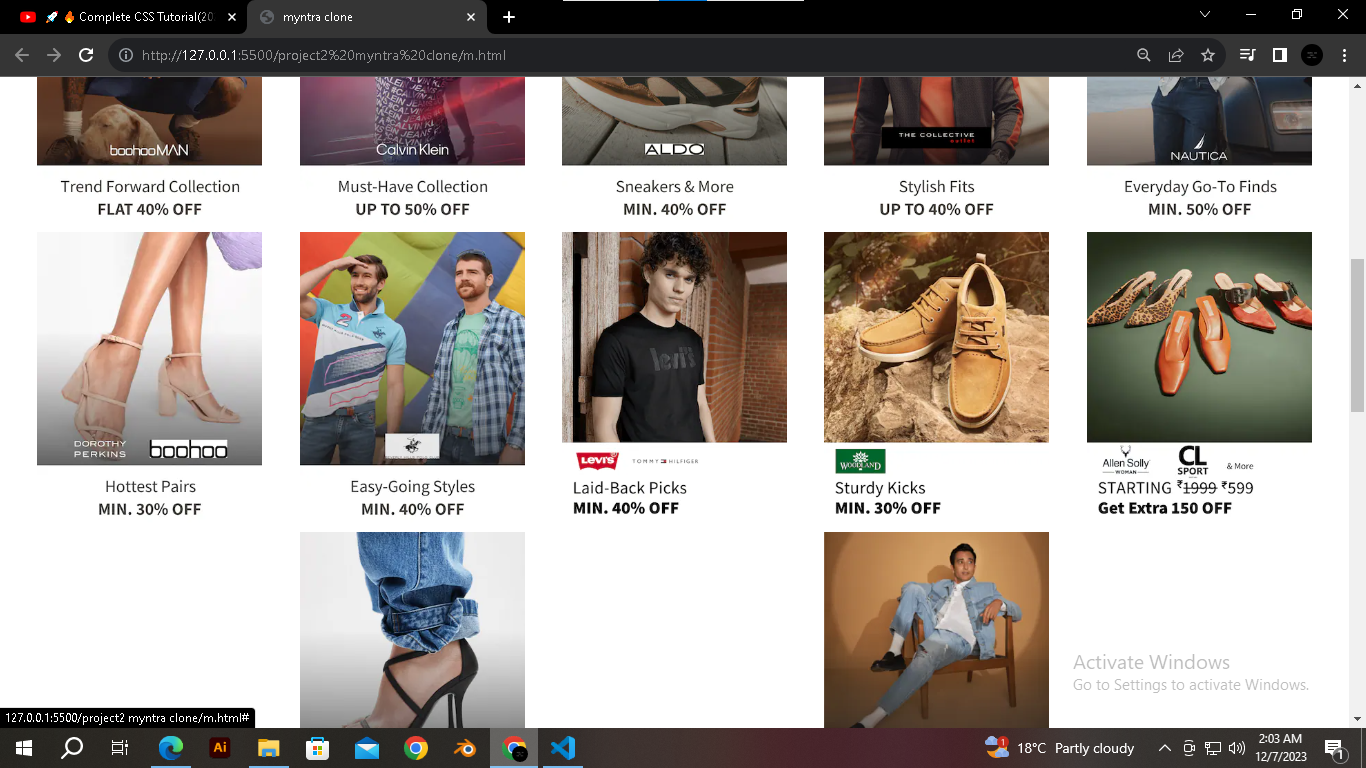 Complete CSS Tutorial(20
myntra clone
http://127.0.0.1:5500/project2%20myntra%20clone/m.html
boohooMAN
Calvin Klein
ALDO
THE COLLECTIVE
outlet
NAUTICA
Trend Forward Collection
FLAT 40% OFF
Must-Have Collection
UP TO 50% OFF
Sneakers & More
MIN. 40% OFF
Stylish Fits
UP TO 40% OFF
Everyday Go-To Finds
MIN. 50% OFF
2
levi's
DOROTHY
PERKINS
boohoo
Levi's
TOMMY HILFIGER
WOODLAND
Allen Solly
WOMAN
CL
SPORT
& More
Hottest Pairs
MIN. 30% OFF
Easy-Going Styles
MIN. 40% OFF
Laid-Back Picks
MIN. 40% OFF
Sturdy Kicks
MIN. 30% OFF
STARTING ₹1999 ₹599
Get Extra 150 OFF
Activate Windows
Go to Settings to activate Windows.
127.0.0.1:5500/project2 myntra clone/m.html#
Ai
1
18°C Partly cloudy
2:03 AM
12/7/2023
1